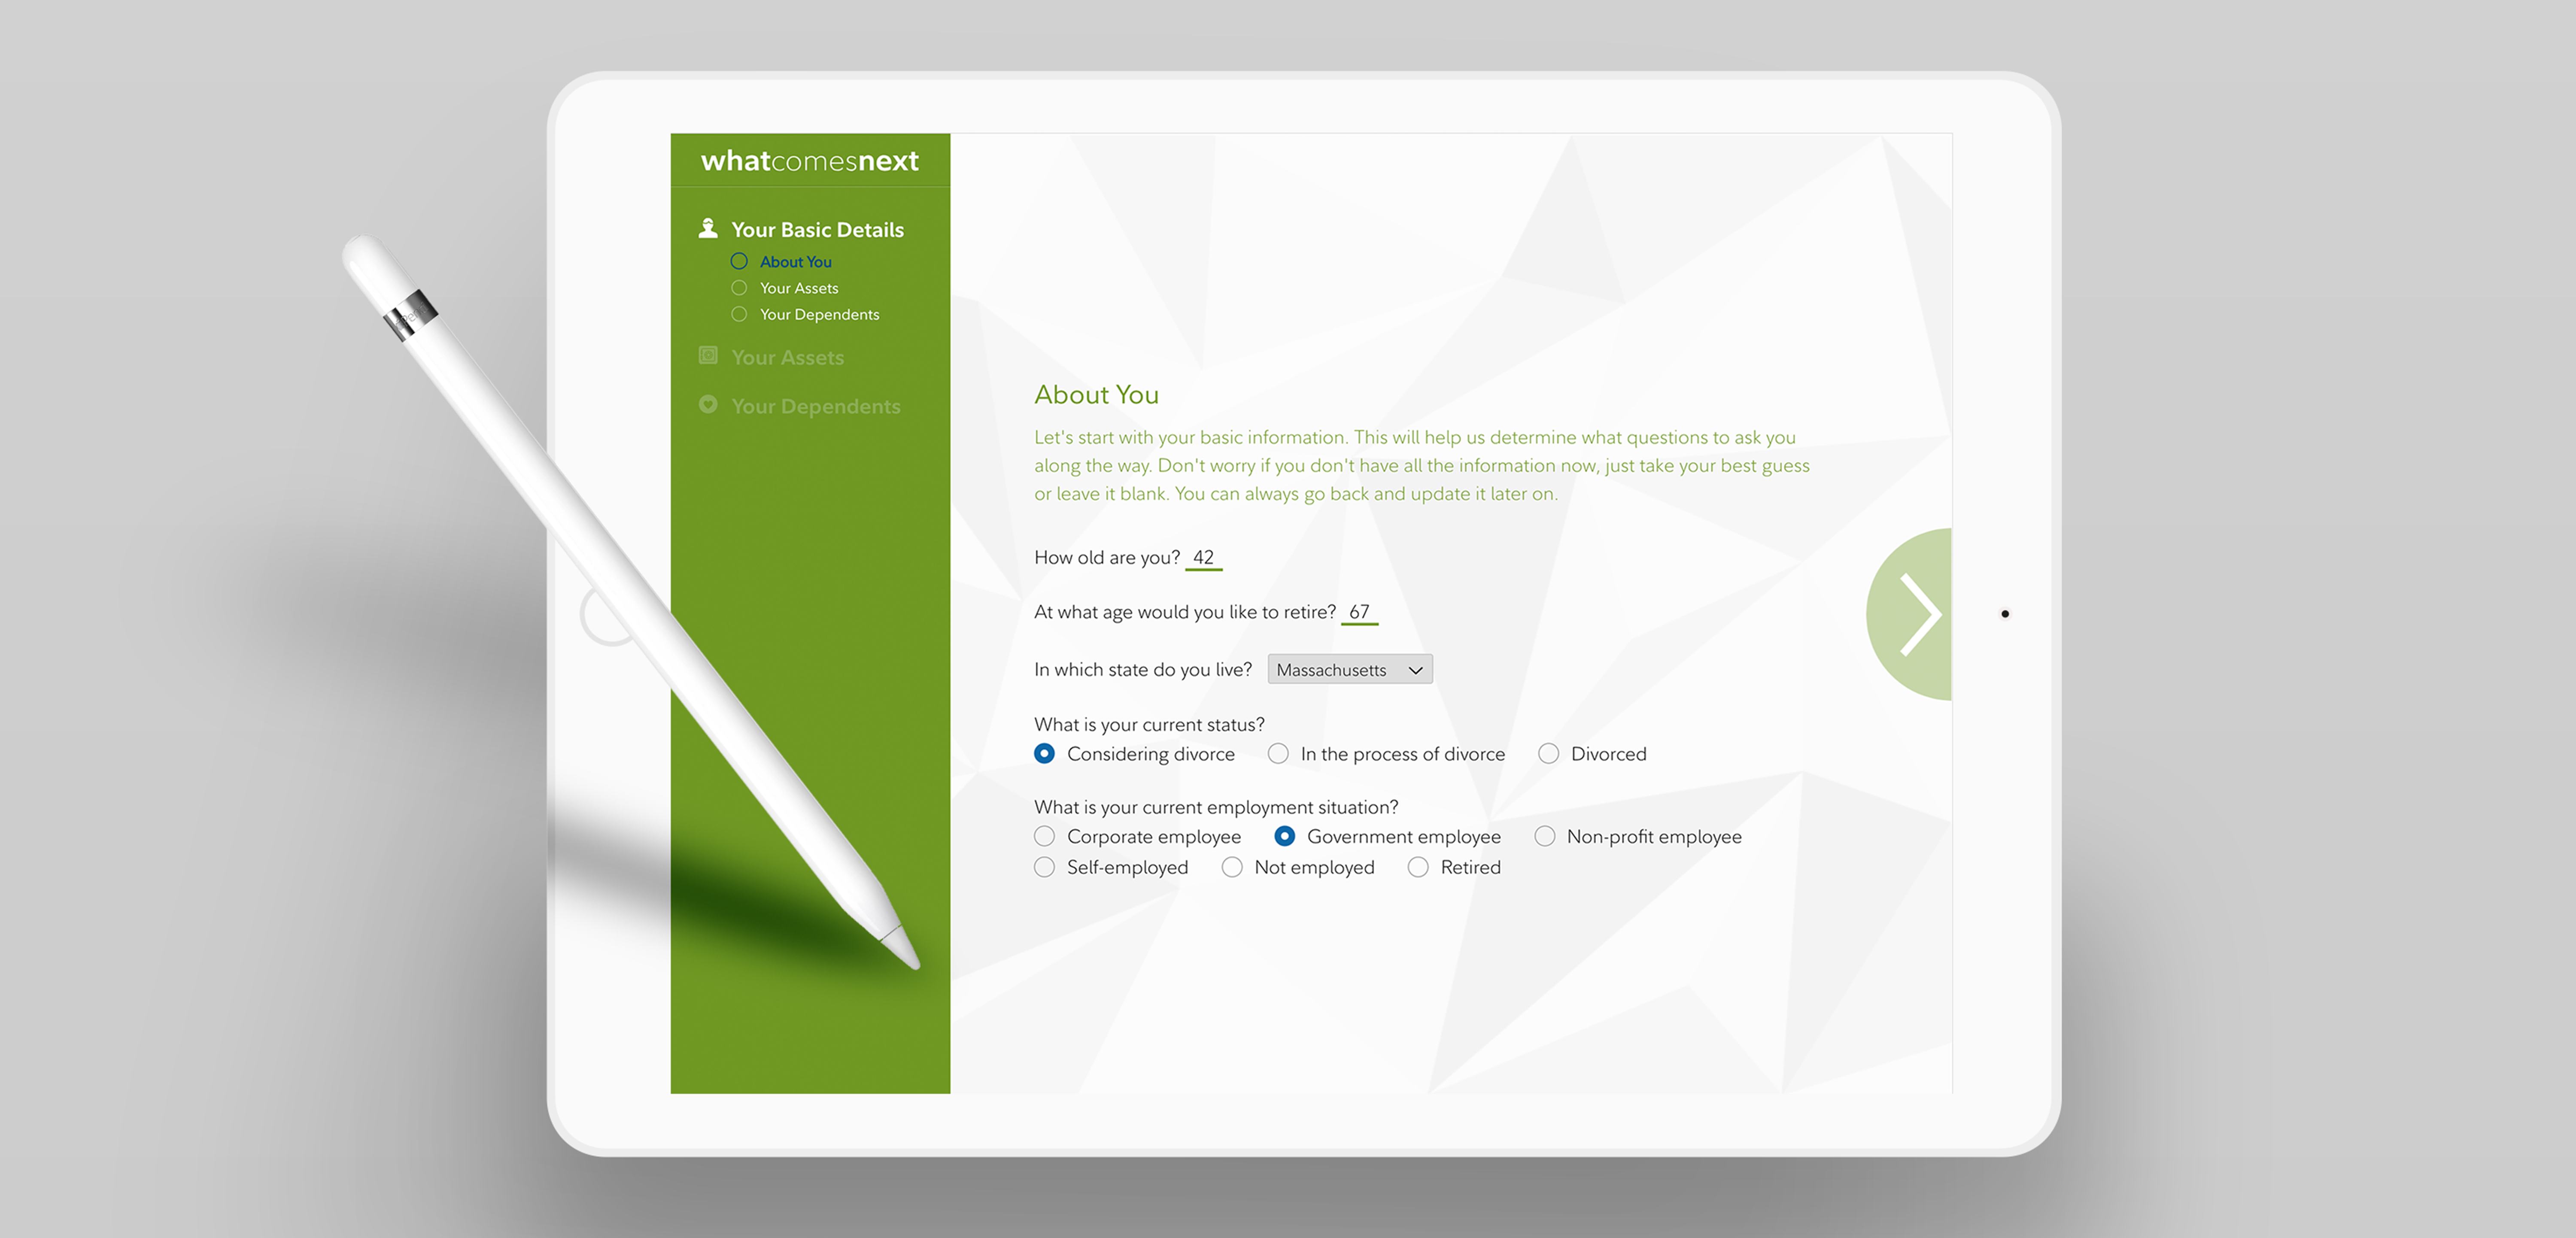 whatcomesnext
Your Basic Details
About You
Your Assets
Your Dependents
Your Assets
Your Dependents
About You
Let's start with your basic information. This will help us determine what questions to ask you
along the way. Don't worry if you don't have all the information now, just take your best guess
or leave it blank. You can always go back and update it later on.
How old are you? 42
At what age would you like to retire? 67
In which state do you live? Massachusetts
What is your current status?
Considering divorce In the process of divorce Divorced
What is your current employment situation?
Corporate employee Government employee Non-profit employee
Self-employed Not employed Retired